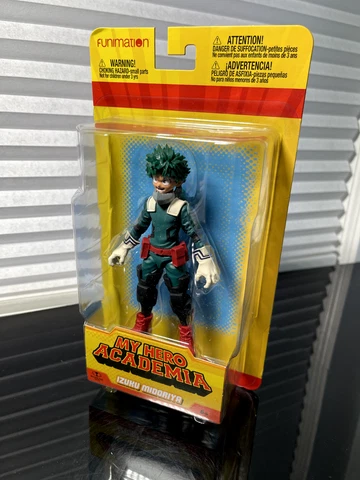 FUNIMATION
⚠WARNING!
CHOKING HAZARD-small parts
Not for children under 3 yrs
⚠ATTENTION!
DANGER DE SUFFOCATION-petites pièces
Ne convient pas aux enfants de moins de 3 ans
⚠¡ADVERTENCIA!
PELIGRO DE ASFIXIA-piezas pequeñas
No para niños menores de 3 años
MY HERO
ACADEMIA
IZUKU MIDORIYA